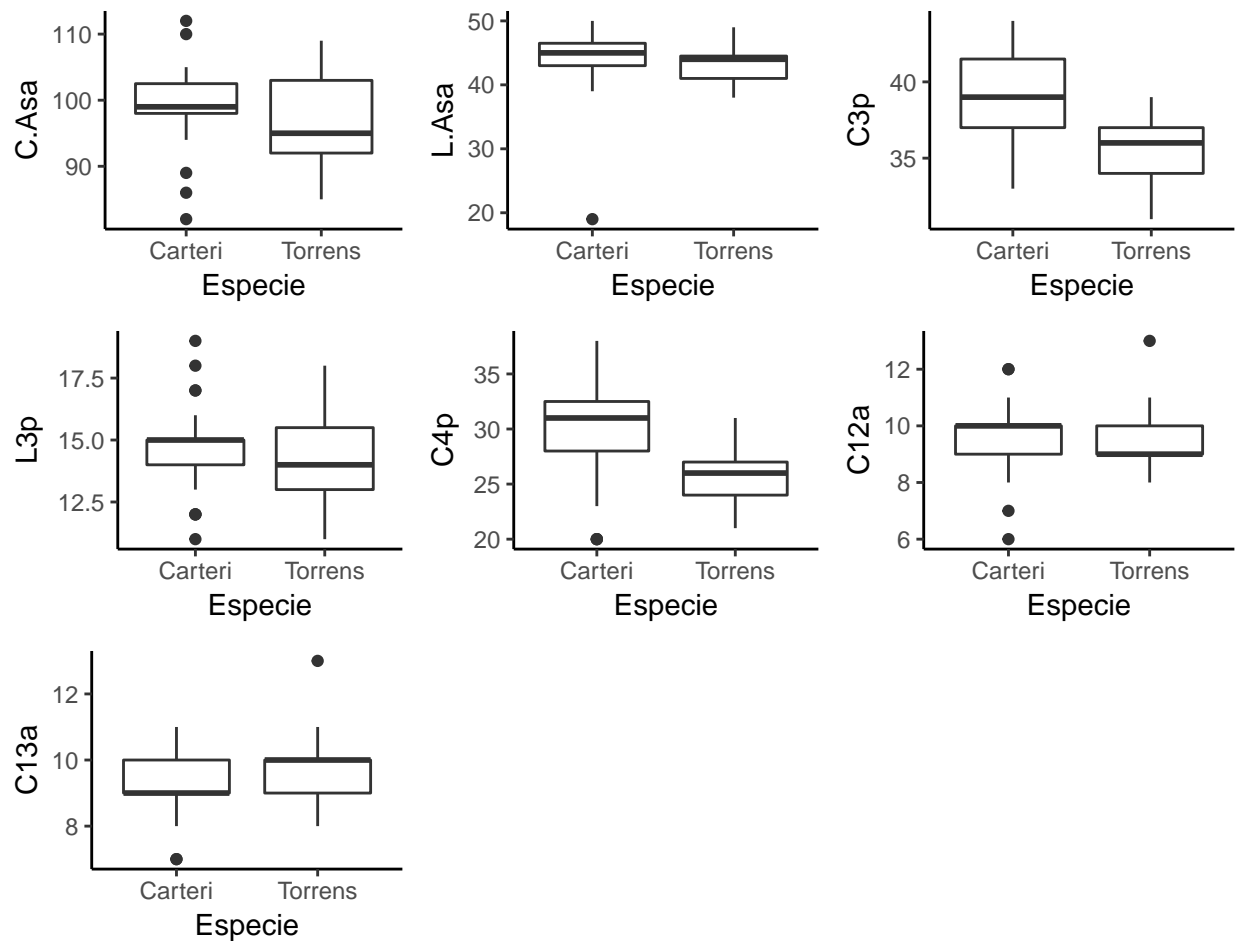 C.Asa
110
100
90
Carteri Torrens
Especie
L.Asa
50
40
30
20
Carteri Torrens
Especie
C3p
40
35
Carteri Torrens
Especie
L3p
17.5
15.0
12.5
Carteri Torrens
Especie
C4p
35
30
25
20
Carteri Torrens
Especie
C12a
12
10
8
6
Carteri Torrens
Especie
C13a
12
10
8
Carteri Torrens
Especie